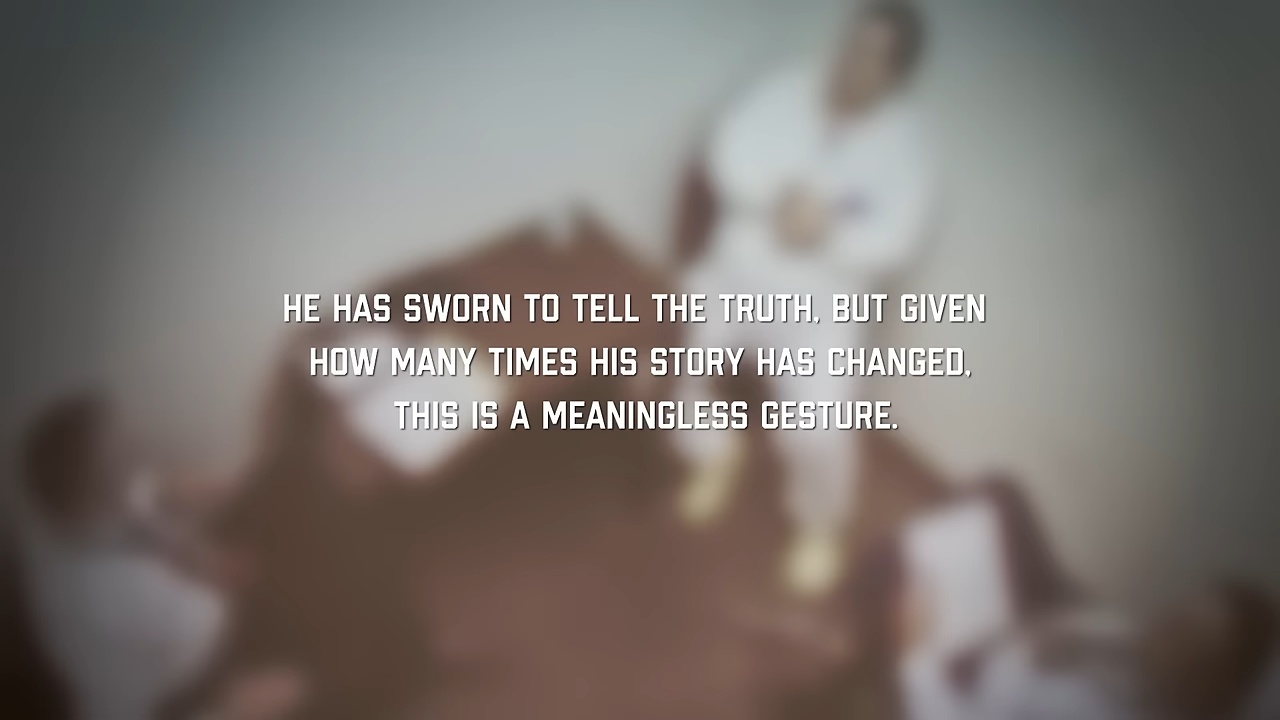 HE HAS SWORN TO TELL THE TRUTH, BUT GIVEN
HOW MANY TIMES HIS STORY HAS CHANGED,
THIS IS A MEANINGLESS GESTURE.